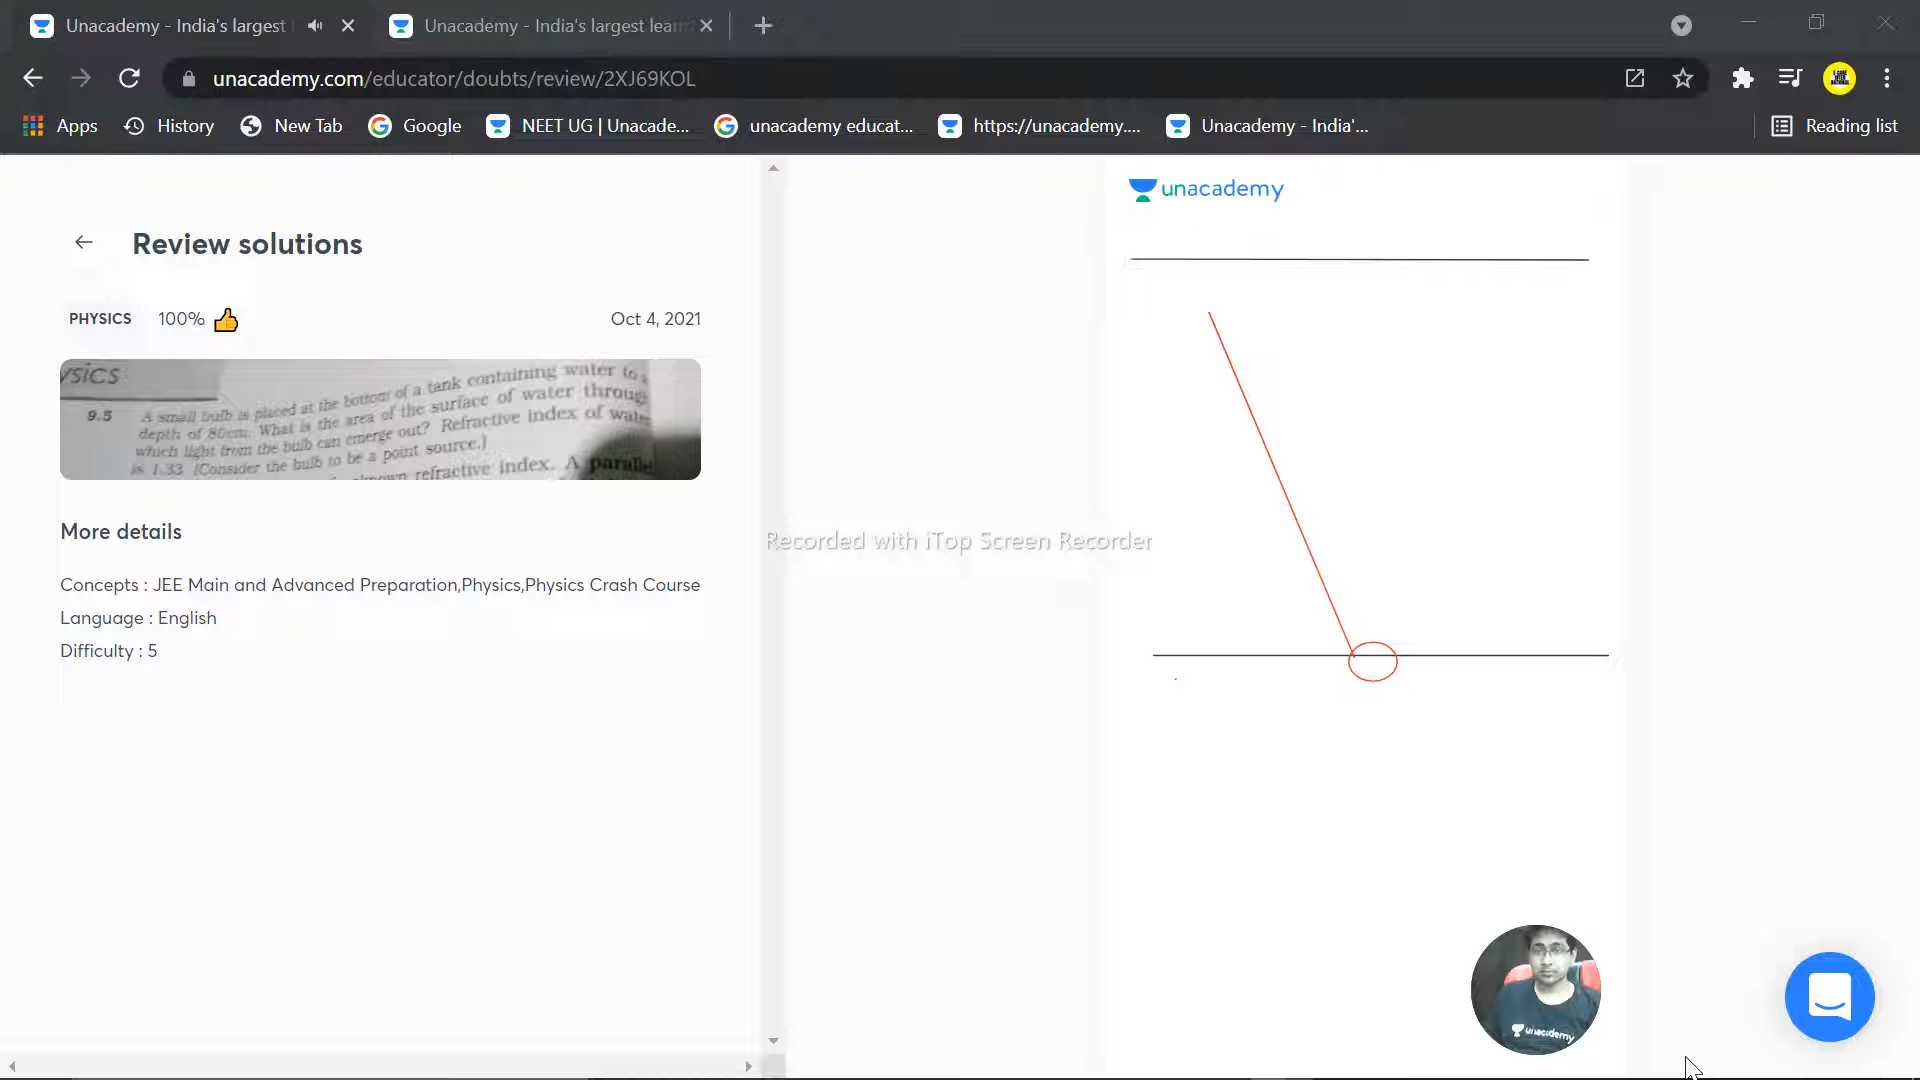 Unacademy - India's largest
Unacademy - India's largest lear
unacademy.com/educator/doubts/review/2XJ69KOL
Apps
History
New Tab
Google
NEET UG | Unacade...
unacademy educat...
https://unacademy....
Unacademy - India'...
Reading list
unacademy
Review solutions
PHYSICS
100%
Oct 4, 2021
ysics
9.5
A small bulb is placed at the bottom of a tank containing water to a
depth of 80cm. What is the area of the surface of water through
which light from the bulb can emerge out? Refractive index of water
is 1.33 (Consider the bulb to be a point source.)
refractive index. A
More details
Concepts : JEE Main and Advanced Preparation,Physics,Physics Crash Course
Language : English
Difficulty : 5
Recorded with iTop Screen Recorder
unacademy